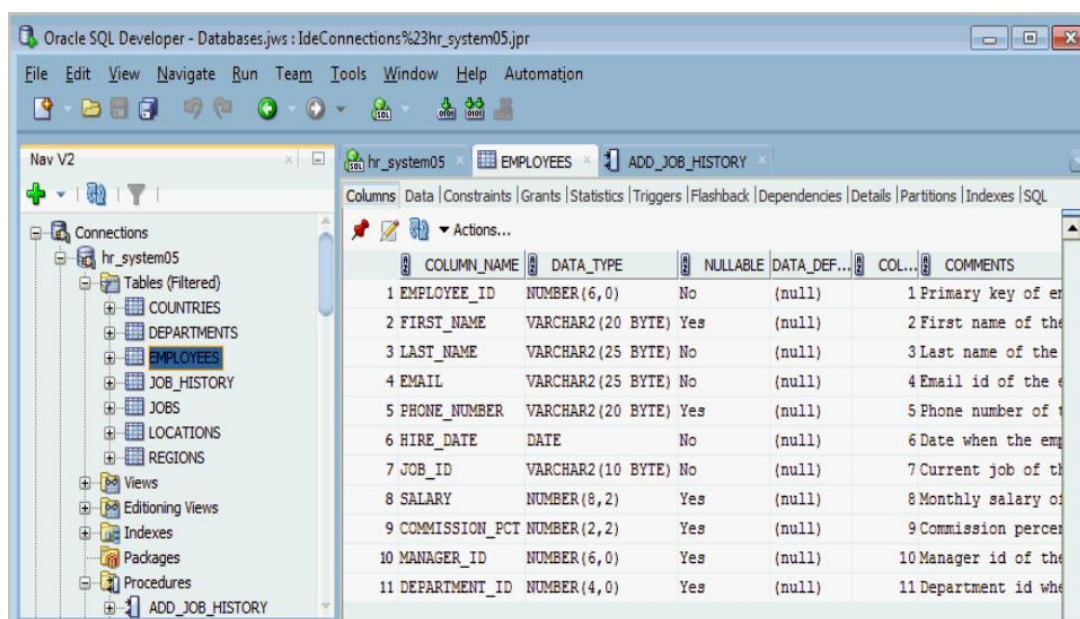 Oracle SQL Developer - Databases.jws : IdeConnections%23hr_system05.jpr
File Edit View Navigate Run Team Tools Window Help Automation
Nav V2
Connections
hr_system05
Tables (Filtered)
COUNTRIES
DEPARTMENTS
EMPLOYEES
JOB_HISTORY
JOBS
LOCATIONS
REGIONS
Views
Editioning Views
Indexes
Packages
Procedures
ADD_JOB_HISTORY
hr_system05 EMPLOYEES ADD_JOB_HISTORY
Columns Data |Constraints |Grants |Statistics |Triggers |Flashback |Dependencies |Details |Partitions |Indexes |SQL
Actions...
COLUMN_NAME DATA_TYPE NULLABLE DATA_DEF... COL... COMMENTS
1 EMPLOYEE_ID NUMBER(6,0) No (null) 1 Primary key of
2 FIRST_NAME VARCHAR2(20 BYTE) Yes (null) 2 First name of the
3 LAST_NAME VARCHAR2(25 BYTE) No (null) 3 Last name of the
4 EMAIL VARCHAR2(25 BYTE) No (null) 4 Email id of the
5 PHONE_NUMBER VARCHAR2(20 BYTE) Yes (null) 5 Phone number of
6 HIRE_DATE DATE No (null) 6 Date when the
7 JOB_ID VARCHAR2(10 BYTE) No (null) 7 Current job of
8 SALARY NUMBER(8,2) Yes (null) 8 Monthly salary
9 COMMISSION_PCT NUMBER(2,2) Yes (null) 9 Commission
10 MANAGER_ID NUMBER(6,0) Yes (null) 10 Manager id of the
11 DEPARTMENT_ID NUMBER(4,0) Yes (null) 11 Department id